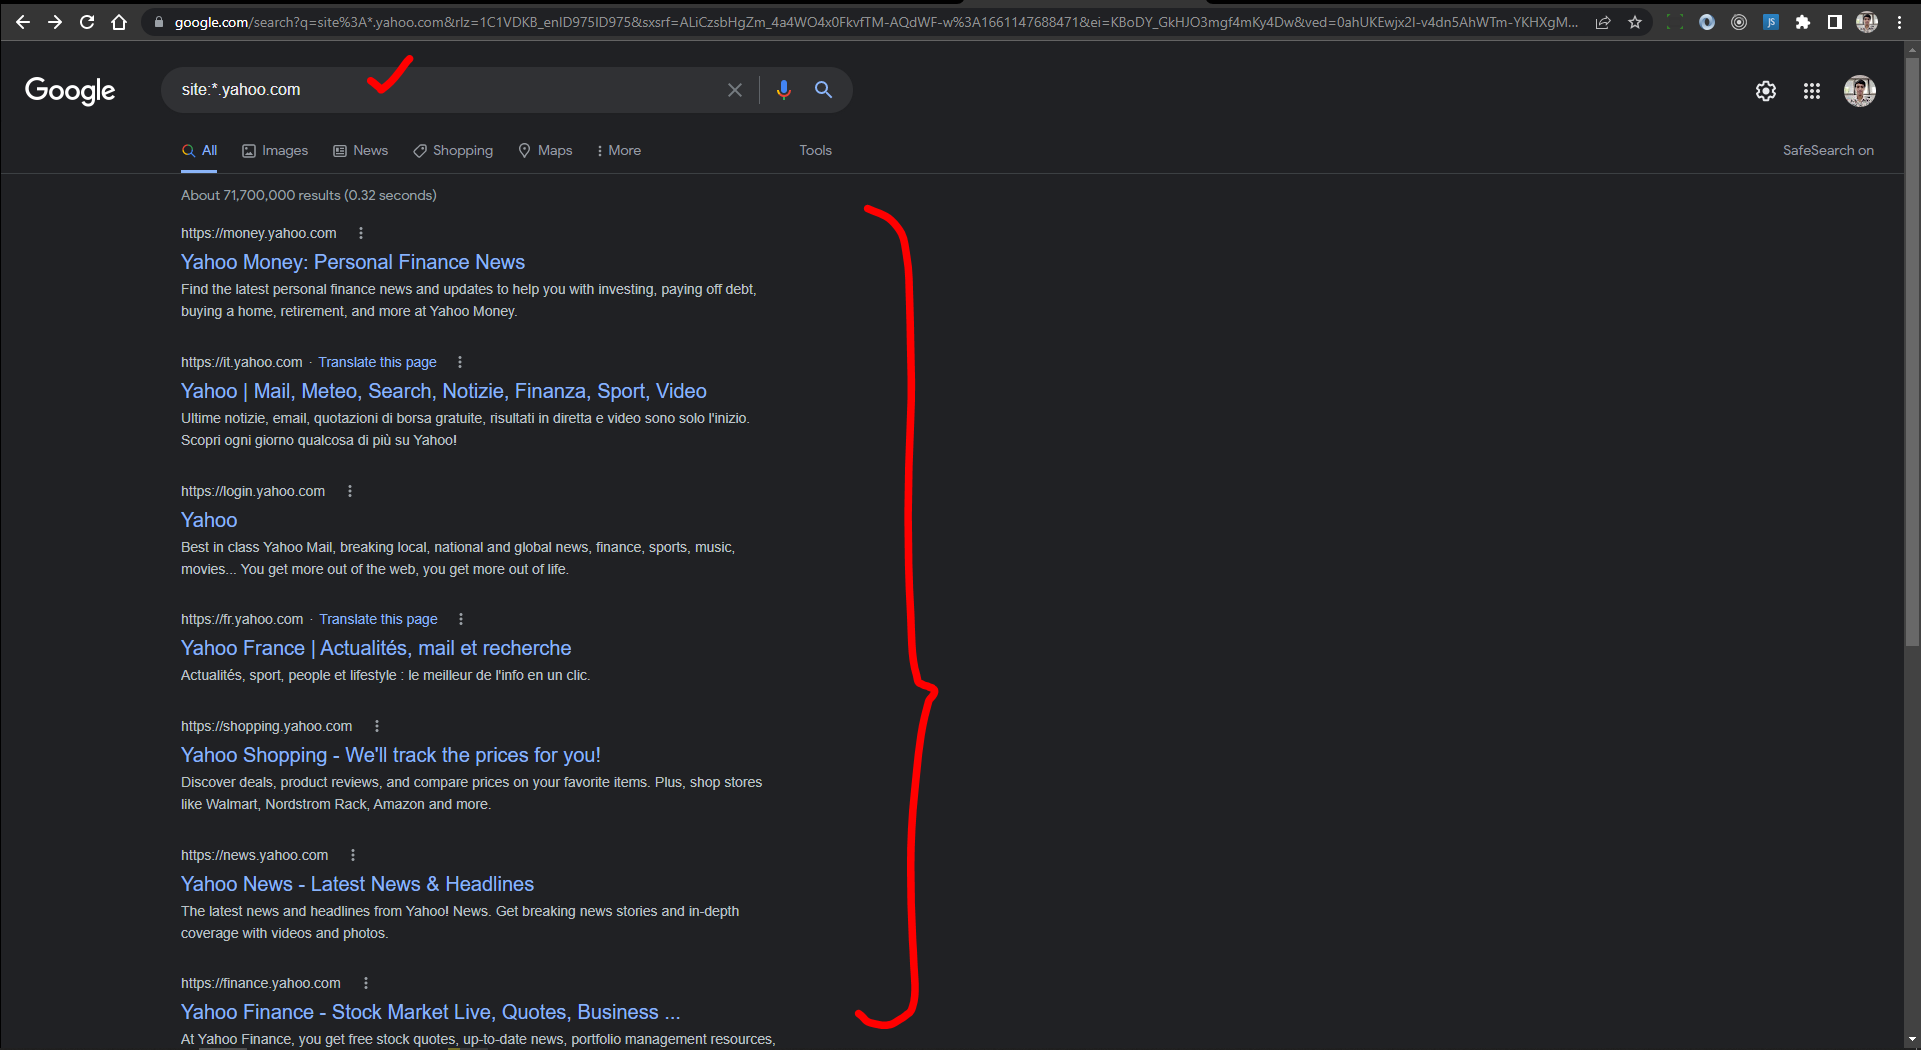 google.com/search?q=site%3A*.yahoo.com&rlz=1C1VDKB_enID975ID975&sxsrf=ALiCzsbHgZm_4a4WO4x0FkvfTM-AQdWF-w%3A1661147688471&ei=KBoDY_GkHJO3mgf4mKy4Dw&ved=0ahUKEwjx2I-v4dn5AhWTm-YKHXgM...
JS
Google
site:*.yahoo.com
All
Images
News
Shopping
Maps
More
Tools
SafeSearch on
About 71,700,000 results (0.32 seconds)
https://money.yahoo.com
Yahoo Money: Personal Finance News
Find the latest personal finance news and updates to help you with investing, paying off debt,
buying a home, retirement, and more at Yahoo Money.
https://it.yahoo.com · Translate this page
Yahoo | Mail, Meteo, Search, Notizie, Finanza, Sport, Video
Ultime notizie, email, quotazioni di borsa gratuite, risultati in diretta e video sono solo l'inizio.
Scopri ogni giorno qualcosa di più su Yahoo!
https://login.yahoo.com
Yahoo
Best in class Yahoo Mail, breaking local, national and global news, finance, sports, music,
movies... You get more out of the web, you get more out of life.
https://fr.yahoo.com · Translate this page
Yahoo France | Actualités, mail et recherche
Actualités, sport, people et lifestyle : le meilleur de l'info en un clic.
https://shopping.yahoo.com
Yahoo Shopping - We'll track the prices for you!
Discover deals, product reviews, and compare prices on your favorite items. Plus, shop stores
like Walmart, Nordstrom Rack, Amazon and more.
https://news.yahoo.com
Yahoo News - Latest News & Headlines
The latest news and headlines from Yahoo! News. Get breaking news stories and in-depth
coverage with videos and photos.
https://finance.yahoo.com
Yahoo Finance - Stock Market Live, Quotes, Business ...
At Yahoo Finance, you get free stock quotes, up-to-date news, portfolio management resources,